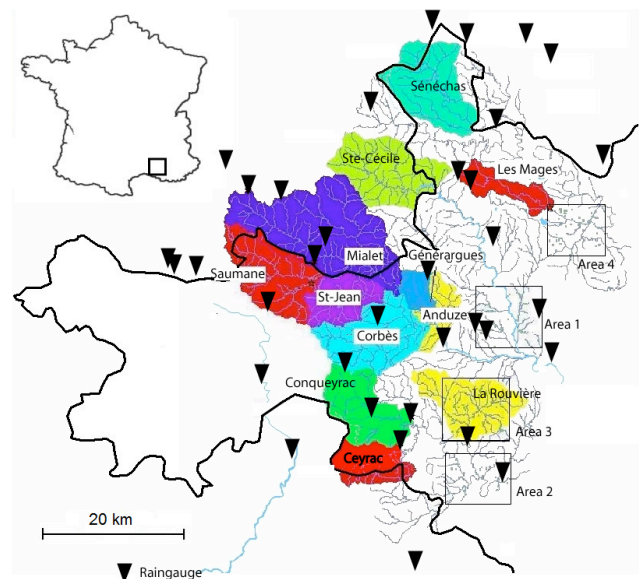 Sénéchas
Ste-Cécile
Les Mages
Mialet
Générargues
Area 4
Saumane
St-Jean
Anduze
Area 1
Corbès
Conqueyrac
La Rouvière
Area 3
Ceyrac
Area 2
20 km
Raingauge